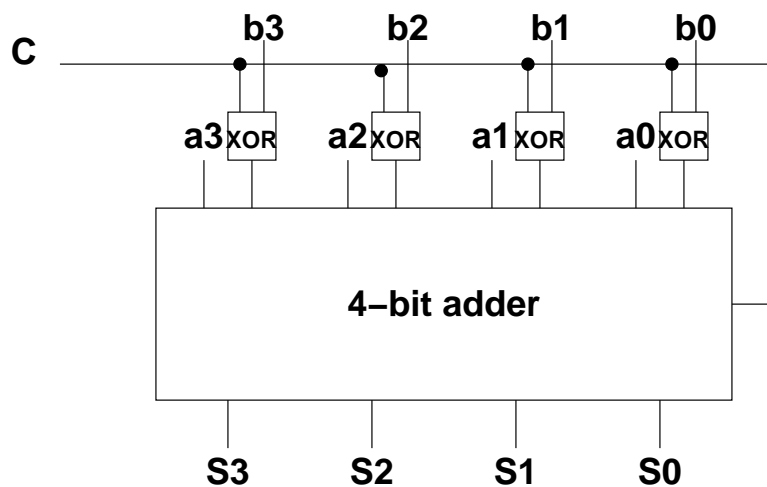 b3 b2 b1 b0
C
a3 XOR a2 XOR a1 XOR a0 XOR
4–bit adder
S3 S2 S1 S0